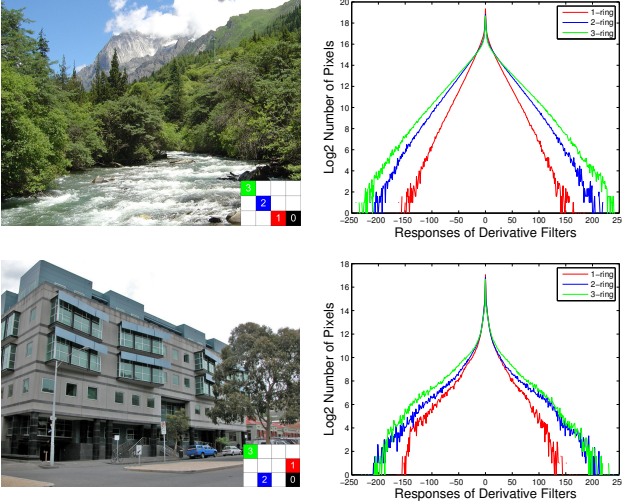 3
2
1 0
20
18
16
14
12
10
8
6
4
2
0
Log2 Number of Pixels
1-ring
2-ring
3-ring
−250 −200 −150 −100 −50 0 50 100 150 200 25
Responses of Derivative Filters
3
1
2 0
18
16
14
12
10
8
6
4
2
0
Log2 Number of Pixels
1-ring
2-ring
3-ring
−250 −200 −150 −100 −50 0 50 100 150 200 25
Responses of Derivative Filters